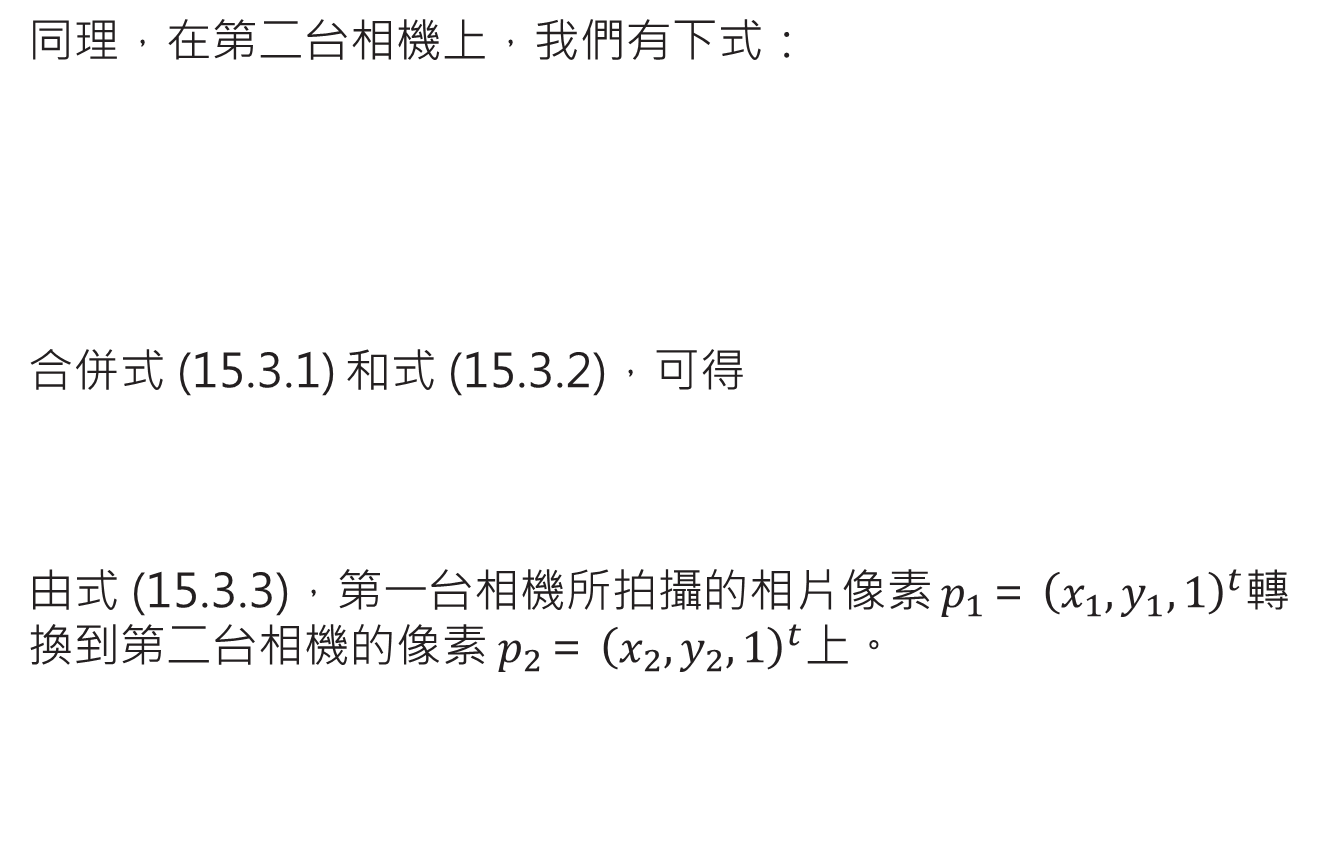 同理，在第二台相機上，我們有下式：
合併式 (15.3.1) 和式 (15.3.2)，可得
由式 (15.3.3)，第一台相機所拍攝的相片像素 p₁ = (x₁, y₁, 1)ᵗ 轉
換到第二台相機的像素 p₂ = (x₂, y₂, 1)ᵗ 上。